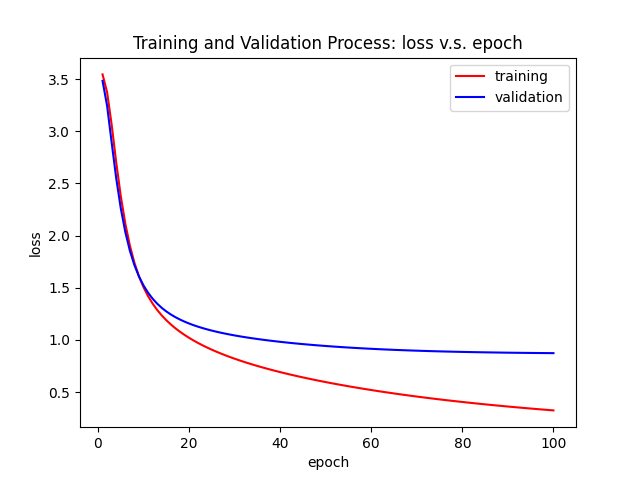 Training and Validation Process: loss v.s. epoch
training
validation
3.5
3.0
2.5
2.0
1.5
1.0
0.5
loss
0
20
40
60
80
100
epoch